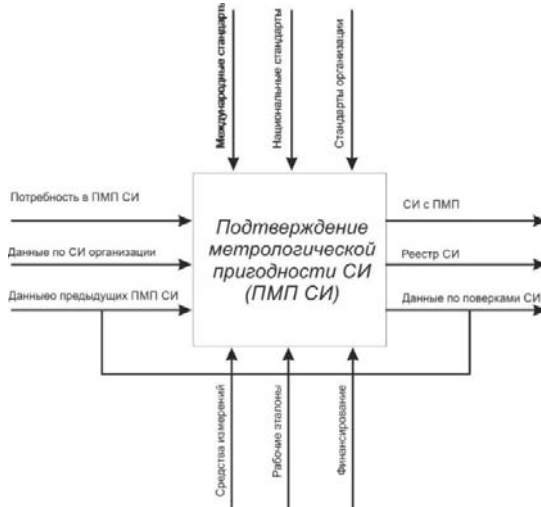 Международные стандарты
Национальные стандарты
Стандарты организации
Потребность в ПМП СИ
Данные по СИ организации
Данныео предыдущих ПМП СИ
Подтверждение
метрологической
пригодности СИ
(ПМП СИ)
СИ с ПМП
Реестр СИ
Данные по поверками СИ
Средства измерений
Рабочие эталоны
Финансирование